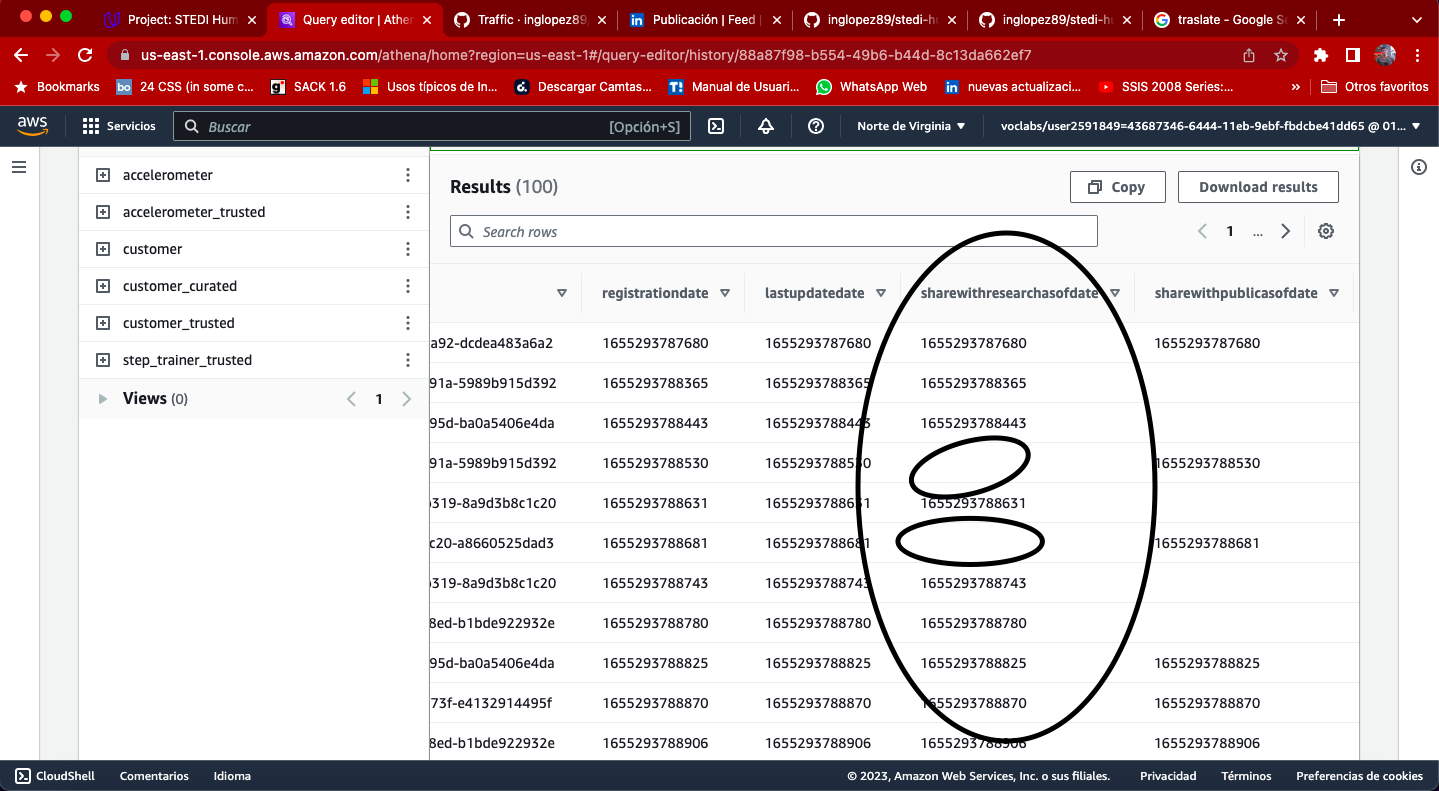 Project: STEDI Hum
Query editor | Ather
Traffic · inglopez89/
Publicación | Feed |
inglopez89/stedi-hu
inglopez89/stedi-hu
traslate - Google Se
us-east-1.console.aws.amazon.com/athena/home?region=us-east-1#/query-editor/history/88a87f98-b554-49b6-b44d-8c13da662ef7
Bookmarks
24 CSS (in some c...
SACK 1.6
Usos típicos de In...
Descargar Camtas...
Manual de Usuari...
WhatsApp Web
nuevas actualizaci...
SSIS 2008 Series:...
»
Otros favoritos
aws
Servicios
Buscar
[Opción+S]
Norte de Virginia
voclabs/user2591849=43687346-6444-11eb-9ebf-fbdcbe41dd65 @ 01...
accelerometer
accelerometer_trusted
customer
customer_curated
customer_trusted
step_trainer_trusted
Views (0)
1
Results (100)
Copy
Download results
Search rows
1 ...
registrationdate lastupdatedate sharewithresearchasofdate sharewithpublicasofdate
a92-dcdea483a6a2 1655293787680 1655293787680 1655293787680 1655293787680
91a-5989b915d392 1655293788365 1655293788365 1655293788365
95d-ba0a5406e4da 1655293788443 1655293788443 1655293788443
91a-5989b915d392 1655293788530 1655293788530 1655293788530
b319-8a9d3b8c1c20 1655293788631 1655293788631 1655293788631
c20-a8660525dad3 1655293788681 1655293788681 1655293788681
b319-8a9d3b8c1c20 1655293788743 1655293788743 1655293788743
8ed-b1bde922932e 1655293788780 1655293788780 1655293788780
95d-ba0a5406e4da 1655293788825 1655293788825 1655293788825 1655293788825
73f-e4132914495f 1655293788870 1655293788870 1655293788870 1655293788870
8ed-b1bde922932e 1655293788906 1655293788906 1655293788906 1655293788906
CloudShell
Comentarios
Idioma
© 2023, Amazon Web Services, Inc. o sus filiales.
Privacidad
Términos
Preferencias de cookies